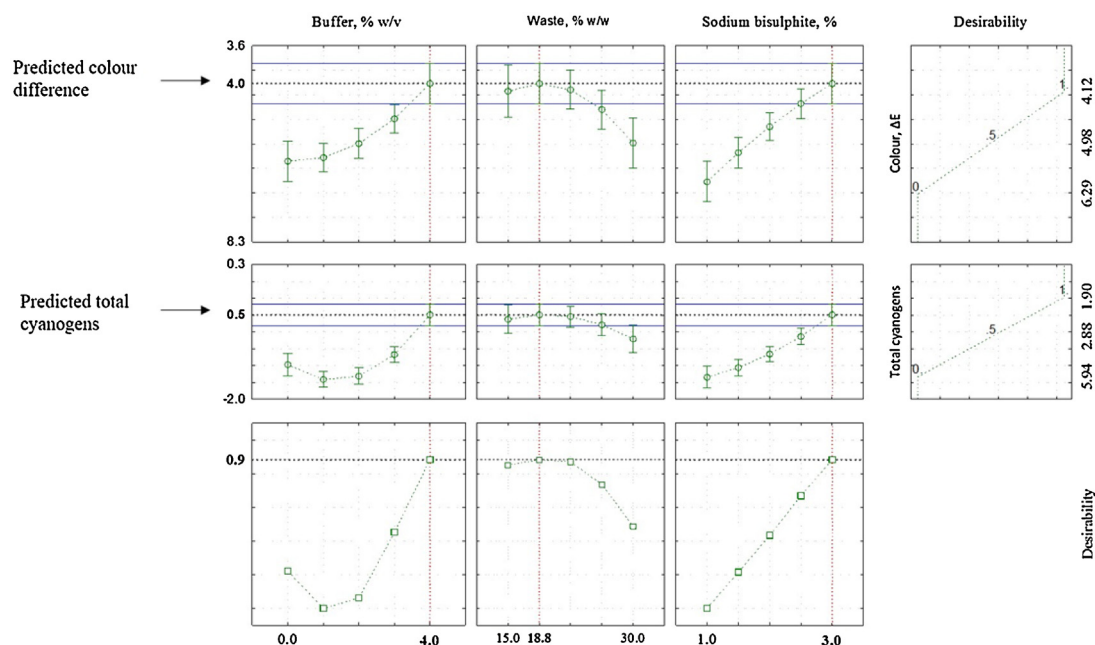 Buffer, % w/v
Waste, % w/w
Sodium bisulphite, %
Desirability
Predicted colour
difference
3.6
4.0
8.3
Colour, ΔE
0
.5
1
4.12
4.98
6.29
Predicted total
cyanogens
0.3
0.5
-2.0
Total cyanogens
0
.5
1
1.90
2.88
5.94
0.9
Desirability
0.0
4.0
15.0
18.8
30.0
1.0
3.0